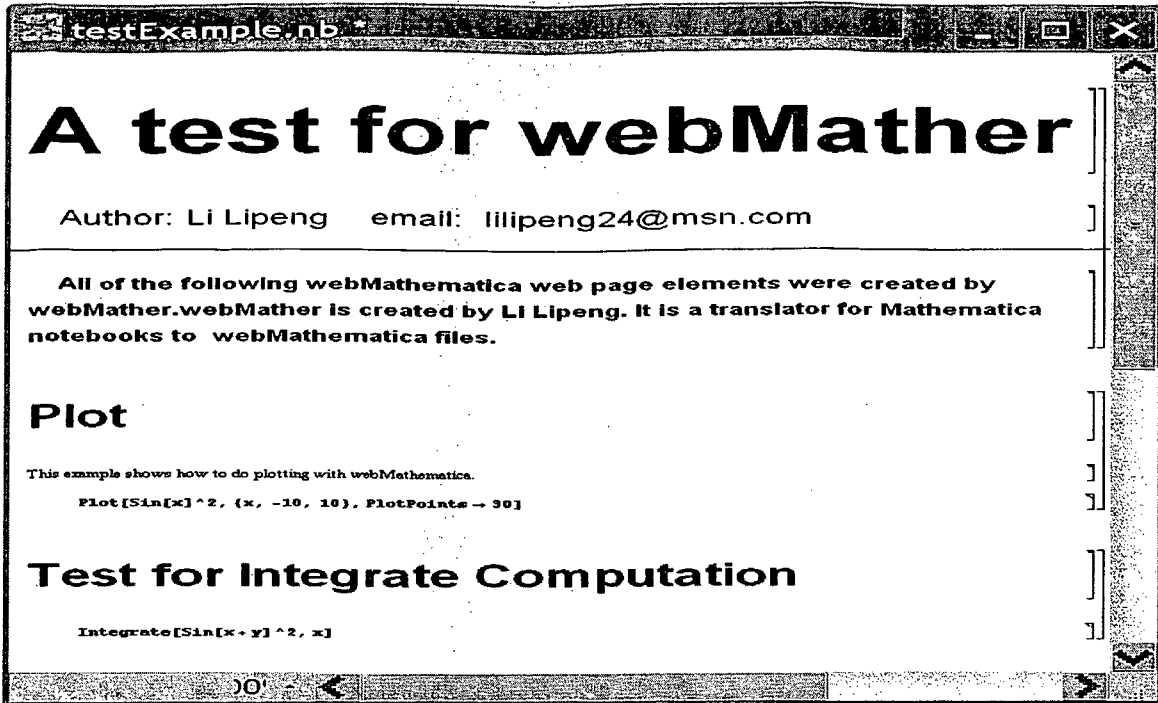 testExample.nb *
A test for webMather
Author: Li Lipeng email: lilipeng24@msn.com
All of the following webMathematica web page elements were created by
webMather.webMather is created by Li Lipeng. It is a translator for Mathematica
notebooks to webMathematica files.
Plot
This example shows how to do plotting with webMathematica.
Plot[Sin[x]^2, {x, -10, 10}, PlotPoints → 30]
Test for Integrate Computation
Integrate[Sin[x+y]^2, x]